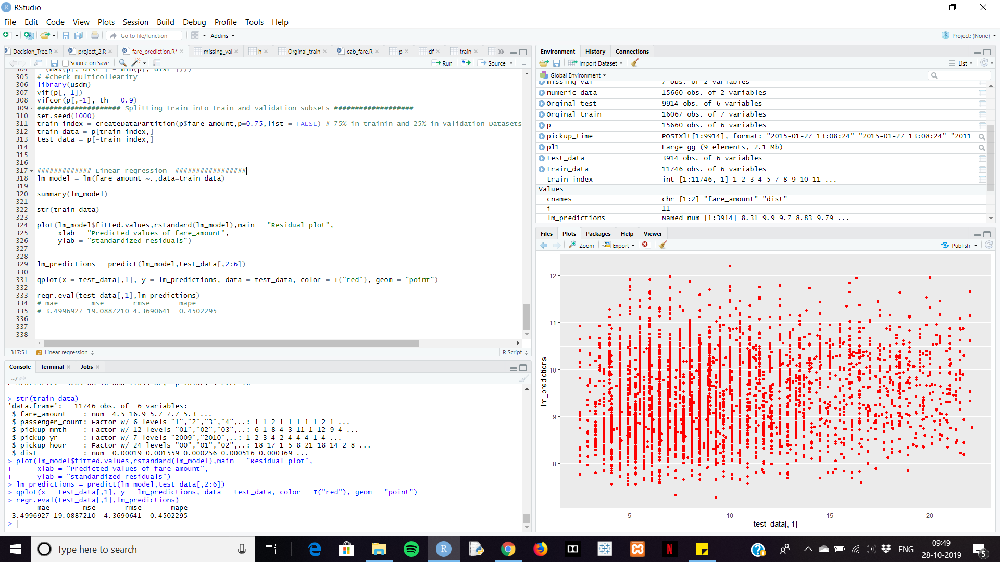 RStudio
File Edit Code View Plots Session Build Debug Profile Tools Help
Go to file/function Addins Project: (None)
Decision_Tree.R project_2.R fare_prediction.R* missing_val h Orginal_train cab_fare.R p df train
Source on Save Run Source
304 (max(p[,"dist"] - min(p[,"dist"])))
305 # #check multicollearity
306 library(usdm)
307 vif(p[,-1])
308 vifcor(p[,-1], th = 0.9)
309 #################### Splitting train into train and validation subsets ###################
310 set.seed(1000)
311 train_index = createDataPartition(p$fare_amount,p=0.75,list = FALSE) # 75% in trainin and 25% in Validation Datasets
312 train_data = p[train_index,]
313 test_data = p[-train_index,]
314
315
316
317 ############# Linear regression #################
318 lm_model = lm(fare_amount ~.,data=train_data)
319
320 summary(lm_model)
321
322 str(train_data)
323
324 plot(lm_model$fitted.values,rstandard(lm_model),main = "Residual plot",
325 xlab = "Predicted values of fare_amount",
326 ylab = "standardized residuals")
327
328
329 lm_predictions = predict(lm_model,test_data[,2:6])
330
331 qplot(x = test_data[,1], y = lm_predictions, data = test_data, color = I("red"), geom = "point")
332
333 regr.eval(test_data[,1],lm_predictions)
334 # mae mse rmse mape
335 # 3.4996927 19.0887210 4.3690641 0.4502295
336
337
338
317:51 Linear regression R Script
Console Terminal Jobs
~/
> str(train_data)
'data.frame': 11746 obs. of 6 variables:
$ fare_amount : num 4.5 16.9 5.7 7.7 5.3 ...
$ passenger_count: Factor w/ 6 levels "1","2","3","4",..: 1 1 2 1 1 1 1 1 2 1 ...
$ pickup_mnth : Factor w/ 12 levels "01","02","03",..: 6 1 8 4 3 11 1 12 9 4 ...
$ pickup_yr : Factor w/ 7 levels "2009","2010",..: 1 2 3 4 2 4 4 4 1 4 ...
$ pickup_hour : Factor w/ 24 levels "00","01","02",..: 18 17 1 5 8 21 18 14 2 8 ...
$ dist : num 0.00019 0.001559 0.000256 0.000516 0.000369 ...
> plot(lm_model$fitted.values,rstandard(lm_model),main = "Residual plot",
+ xlab = "Predicted values of fare_amount",
+ ylab = "standardized residuals")
> lm_predictions = predict(lm_model,test_data[,2:6])
> qplot(x = test_data[,1], y = lm_predictions, data = test_data, color = I("red"), geom = "point")
> regr.eval(test_data[,1],lm_predictions)
mae mse rmse mape
3.4996927 19.0887210 4.3690641 0.4502295
>
Environment History Connections
Import Dataset List
Global Environment
missing_val 7 obs. of 2 variables
numeric_data 15660 obs. of 2 variables
Orginal_test 9914 obs. of 6 variables
Orginal_train 16067 obs. of 7 variables
p 15660 obs. of 6 variables
pickup_time POSIXlt[1:9914], format: "2015-01-27 13:08:24" "2015-01-27 13:08:24" "2011...
pl1 Large gg (9 elements, 2.1 Mb)
test_data 3914 obs. of 6 variables
train_data 11746 obs. of 6 variables
train_index int [1:11746, 1] 1 2 3 4 5 7 8 9 10 11 ...
Values
cnames chr [1:2] "fare_amount" "dist"
i 11
lm_predictions Named num [1:3914] 8.31 9.9 9.7 8.83 9.79 ...
Files Plots Packages Help Viewer
Zoom Export Publish
12
11
10
9
8
lm_predictions
5 10 15 20
test_data[, 1]
Type here to search
ENG
09:49
28-10-2019
5